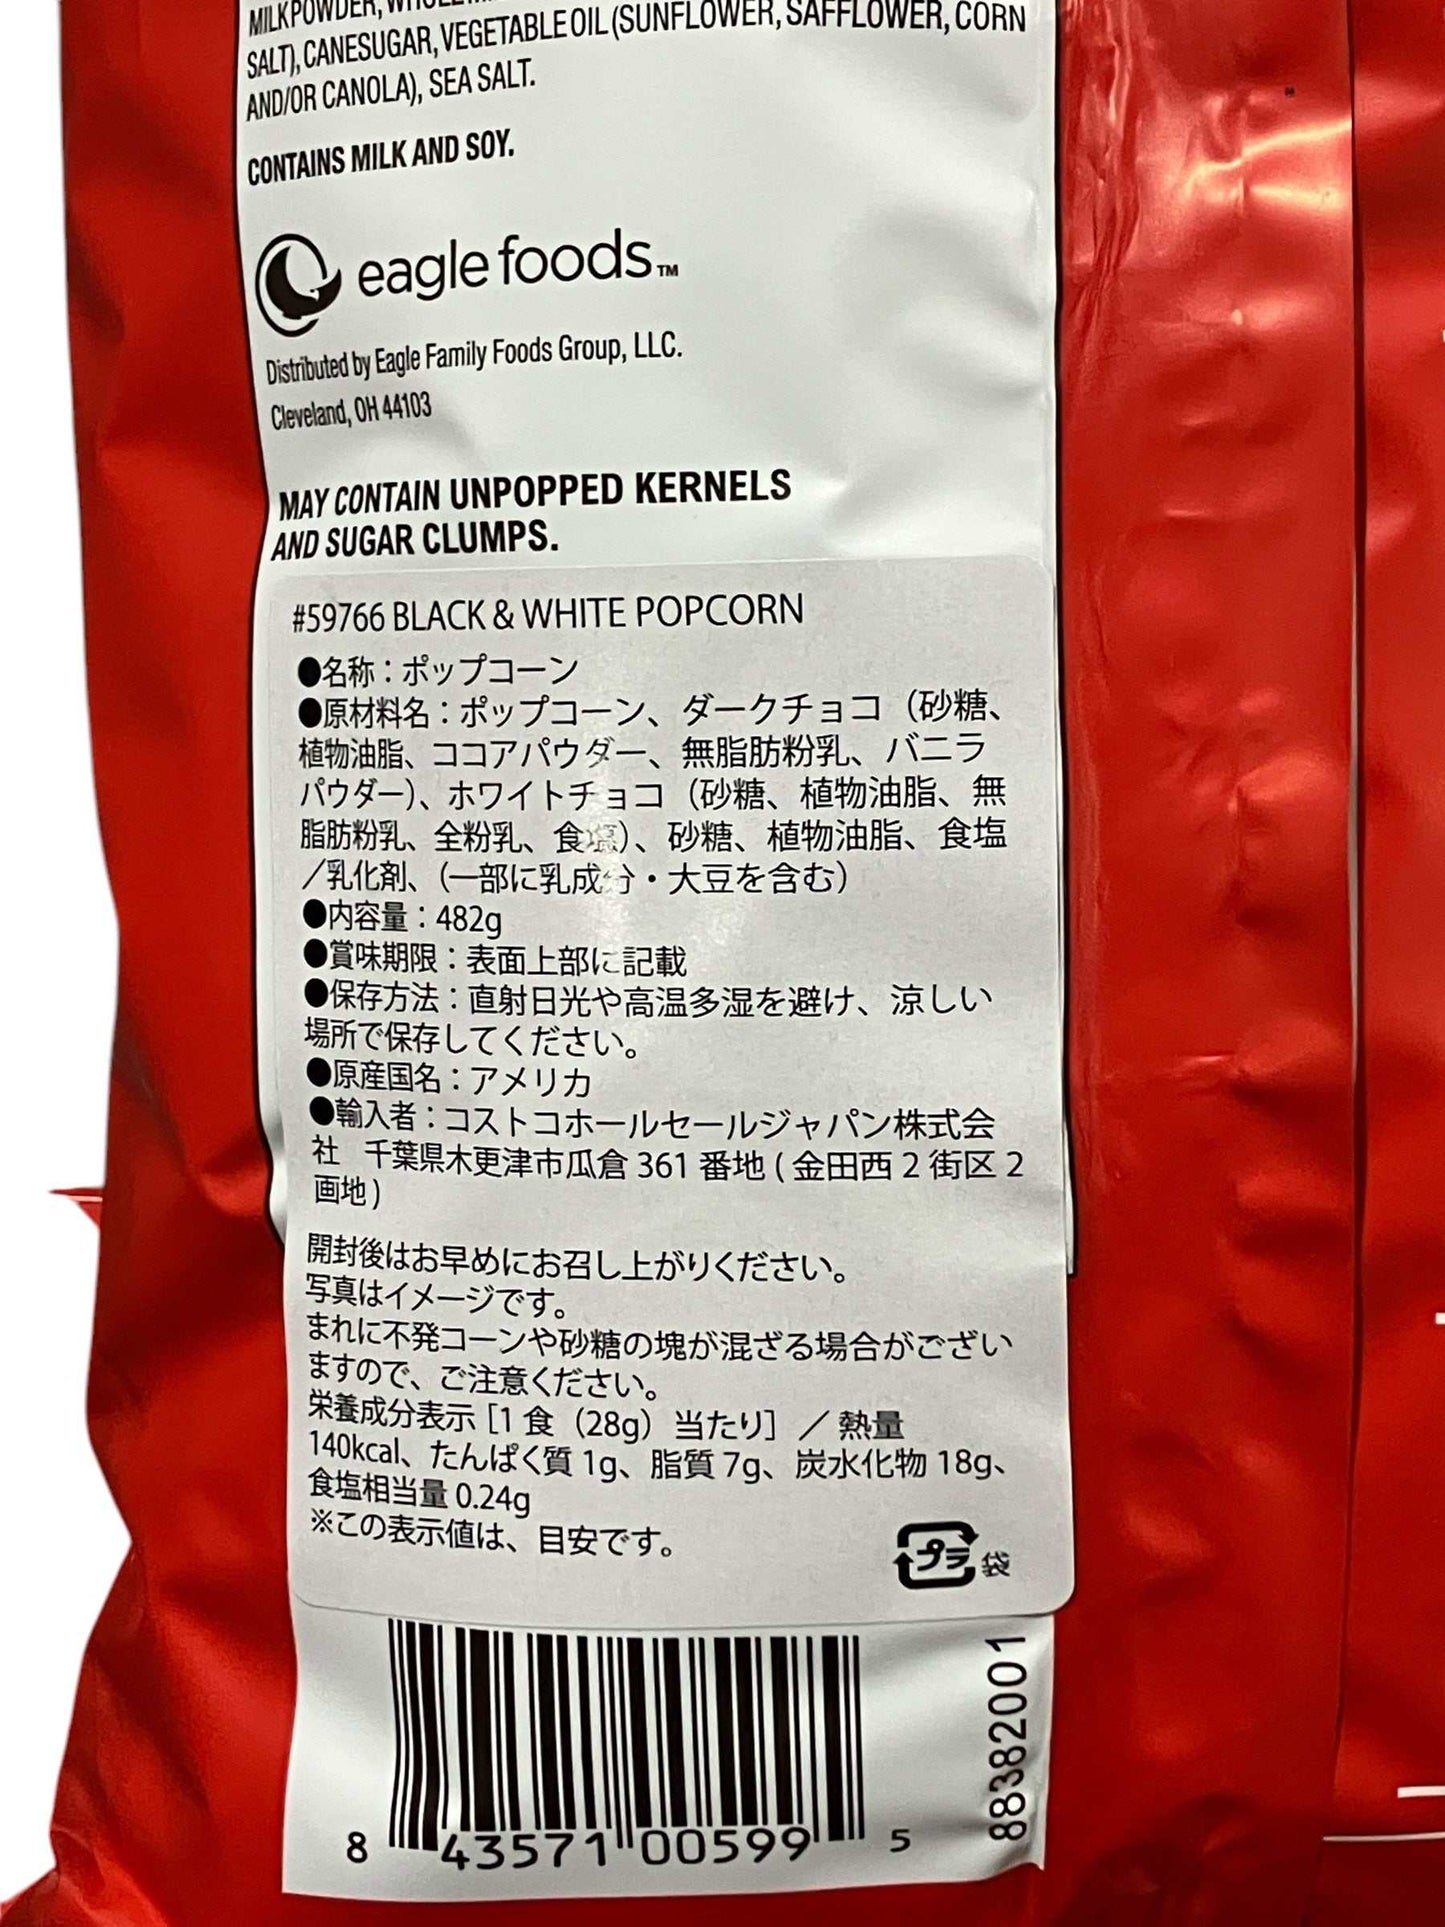 MILKPOWDER,
SALT), CANESUGAR, VEGETABLE OIL (SUNFLOWER, SAFFLOWER, CORN
AND/OR CANOLA), SEA SALT.
CONTAINS MILK AND SOY.
eagle foods™
Distributed by Eagle Family Foods Group, LLC.
Cleveland, OH 44103
MAY CONTAIN UNPOPPED KERNELS
AND SUGAR CLUMPS.
#59766 BLACK & WHITE POPCORN
●名称：ポップコーン
●原材料名：ポップコーン、ダークチョコ（砂糖、
植物油脂、ココアパウダー、無脂肪粉乳、バニラ
パウダー）、ホワイトチョコ（砂糖、植物油脂、無
脂肪粉乳、全粉乳、食塩）、砂糖、植物油脂、食塩
／乳化剤、（一部に乳成分・大豆を含む）
●内容量：482g
●賞味期限：表面上部に記載
●保存方法：直射日光や高温多湿を避け、涼しい
場所で保存してください。
●原産国名：アメリカ
●輸入者：コストコホールセールジャパン株式会
社 千葉県木更津市瓜倉 361 番地 ( 金田西 2 街区 2
画地 )
開封後はお早めにお召し上がりください。
写真はイメージです。
まれに不発コーンや砂糖の塊が混ざる場合がござい
ますので、ご注意ください。
栄養成分表示［1 食（28g）当たり］／ 熱量
140kcal、たんぱく質 1g、脂質 7g、炭水化物 18g、
食塩相当量 0.24g
※この表示値は、目安です。
プラ 袋
8 43571 00599 5
88382001